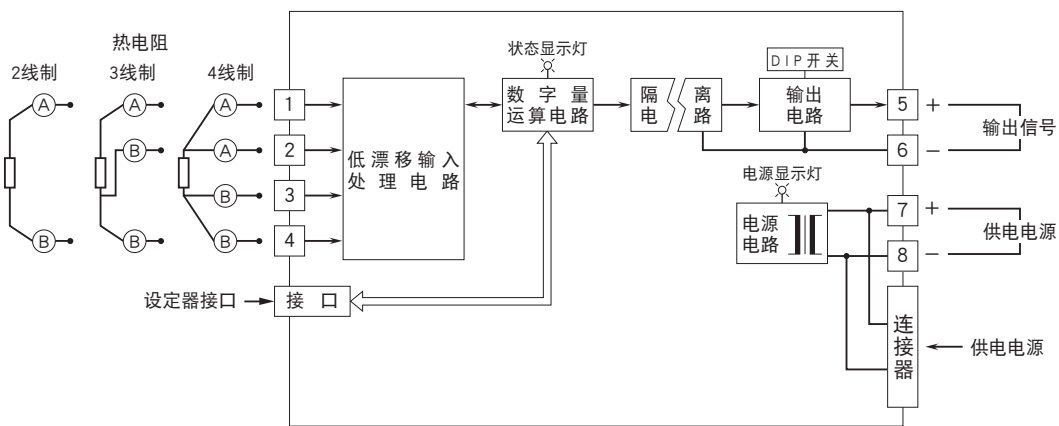 热电阻
2线制
3线制
4线制
A
A
A
B
A
B
B
B
B
1
2
3
4
低漂移输入
处理电路
状态显示灯
数字量
运算电路
隔 离
电 路
DIP开关
输出
电路
5 +
6 −
输出信号
电源显示灯
电源
电路
7 +
8 −
供电电源
设定器接口
接口
连接器
供电电源